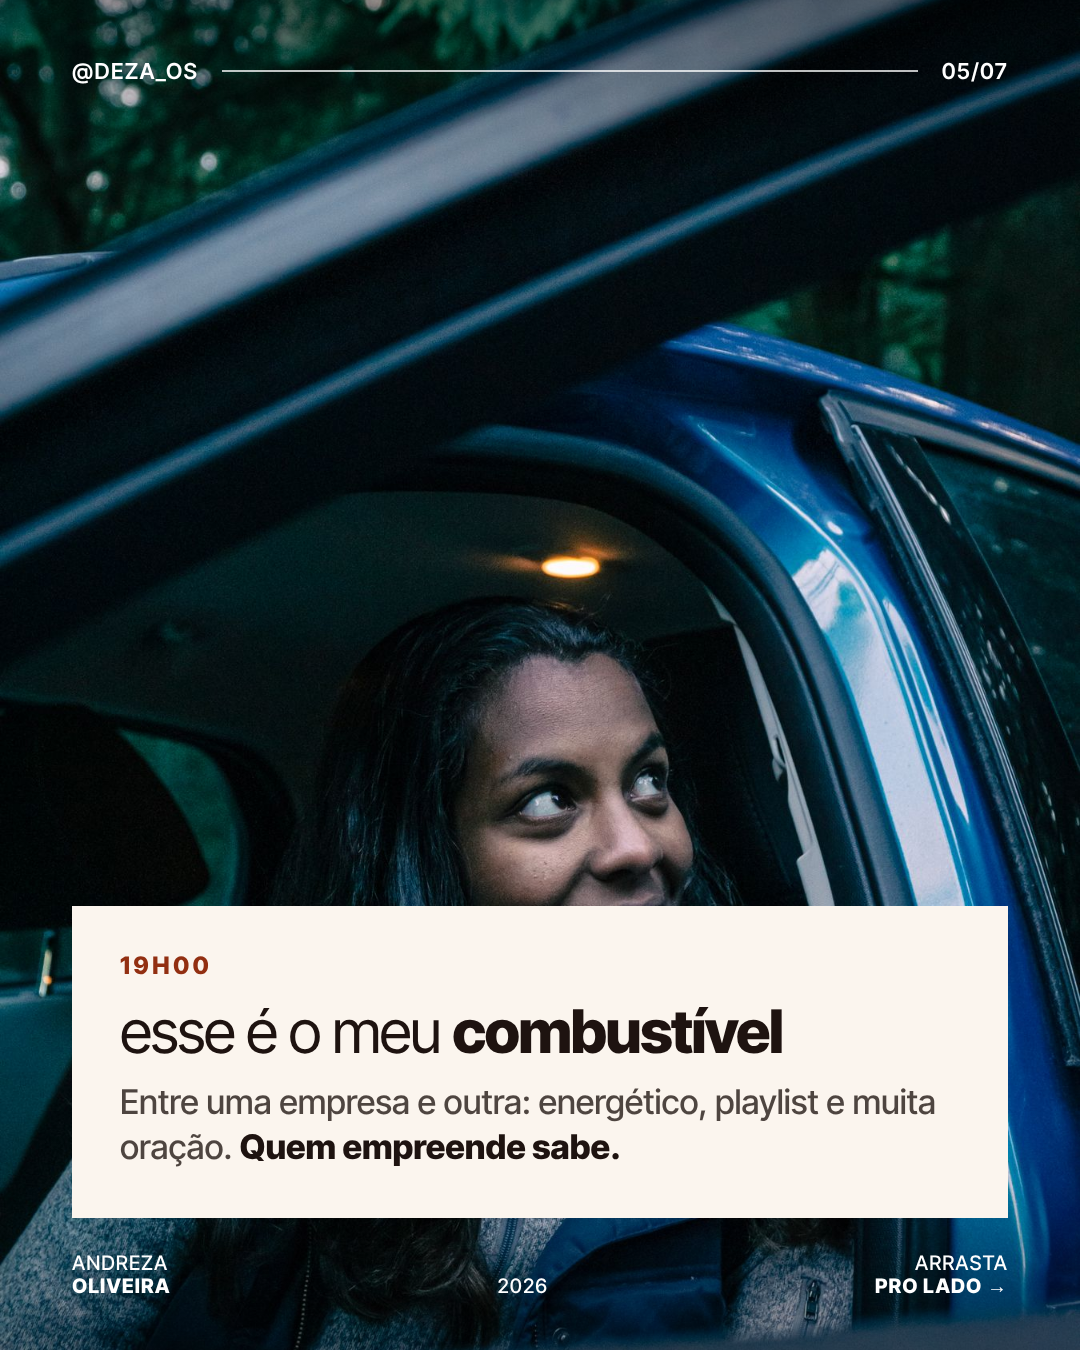 @DEZA_OS
05/07
19H00
esse é o meu combustível
Entre uma empresa e outra: energético, playlist e muita
oração. Quem empreende sabe.
ANDREZA
OLIVEIRA
2026
ARRASTA
PRO LADO →